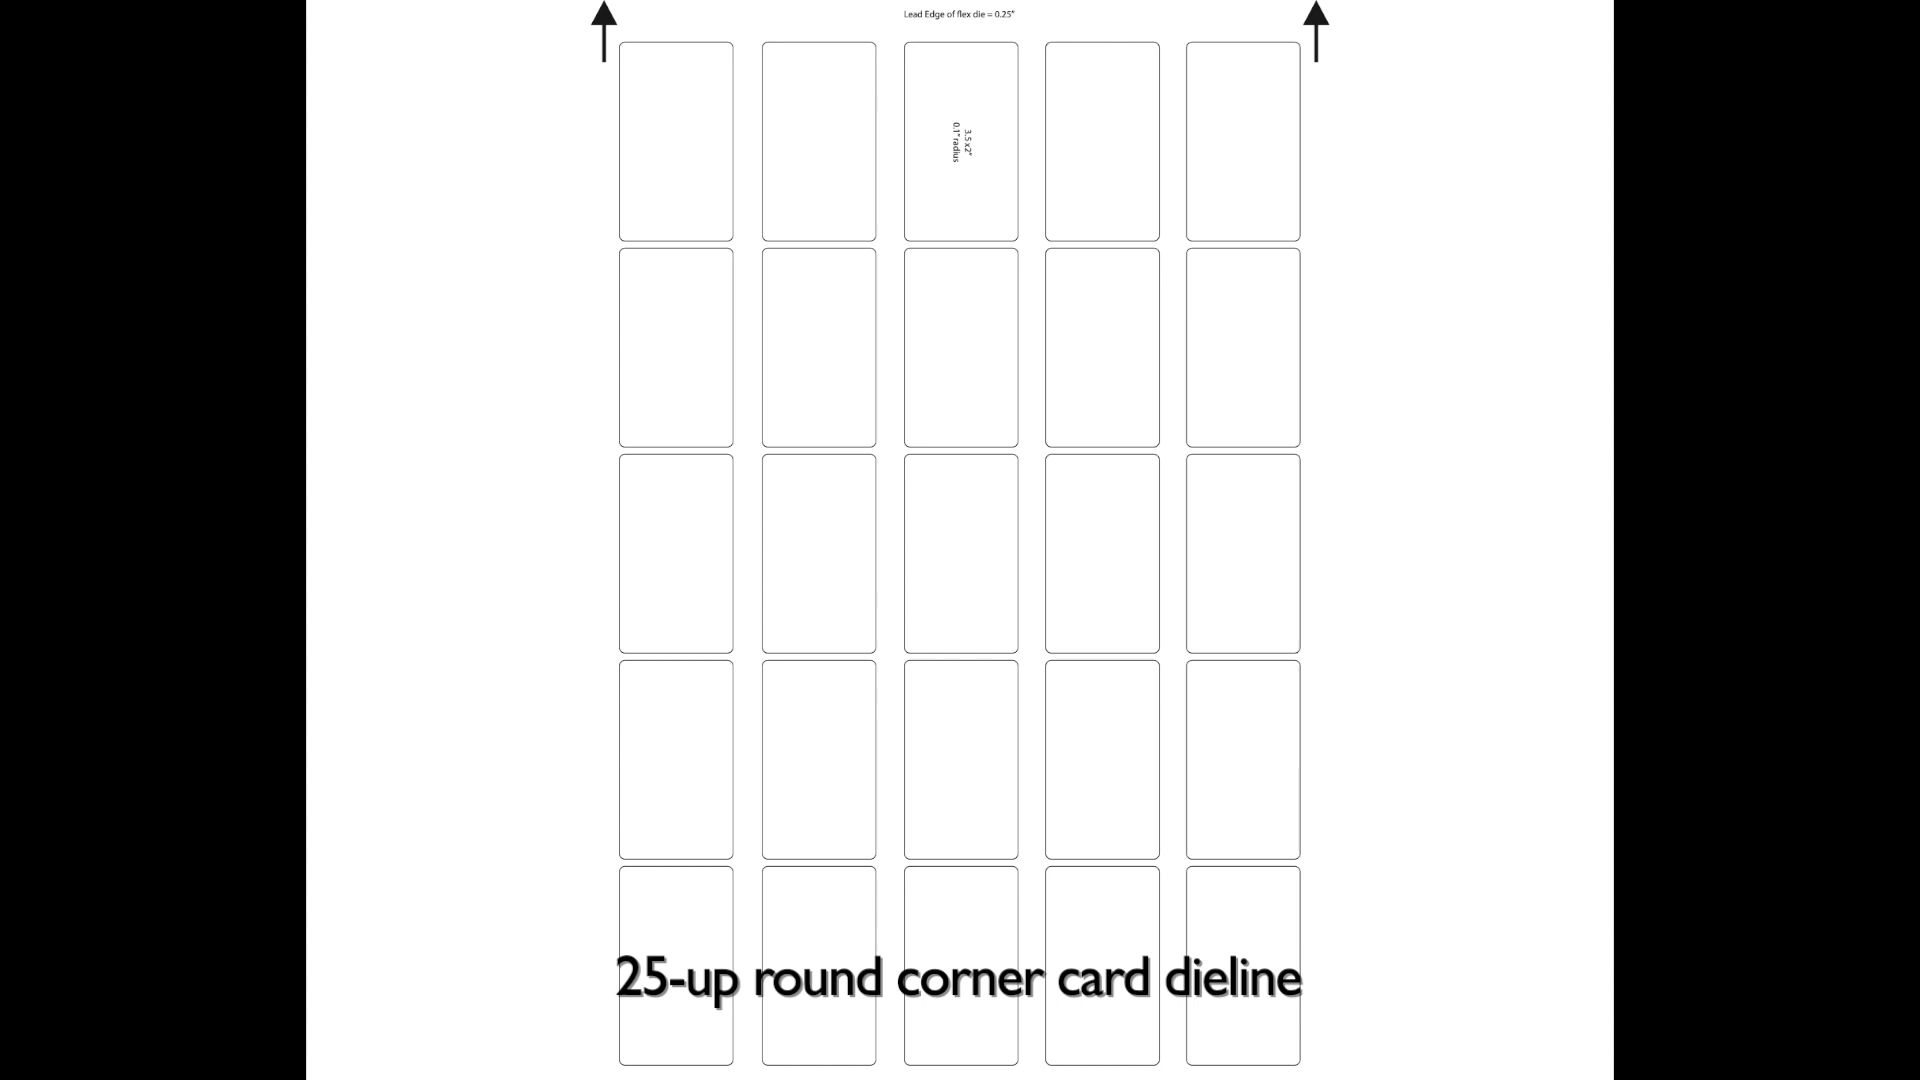 Lead Edge of flex die = 0.25”
3.5 x2”
0.1” radius
25-up round corner card dieline